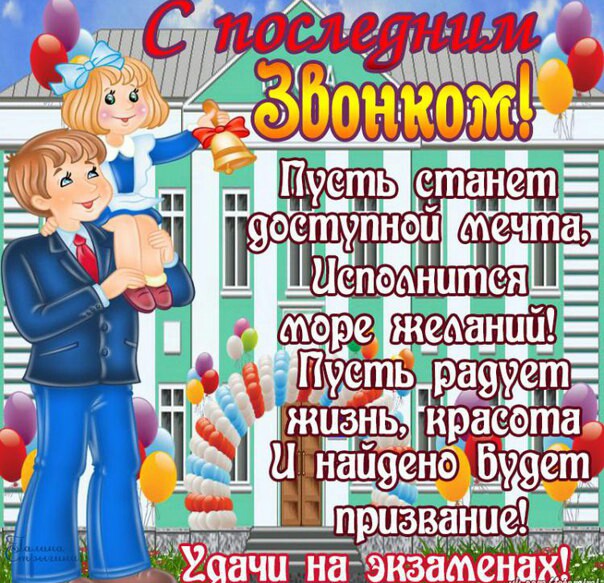 С последним
Звонком!
Пусть станет
доступной мечта,
Исполнится
море желаний!
Пусть радует
жизнь, красота
И найдено будет
призвание!
Удачи на экзаменах!
Галина